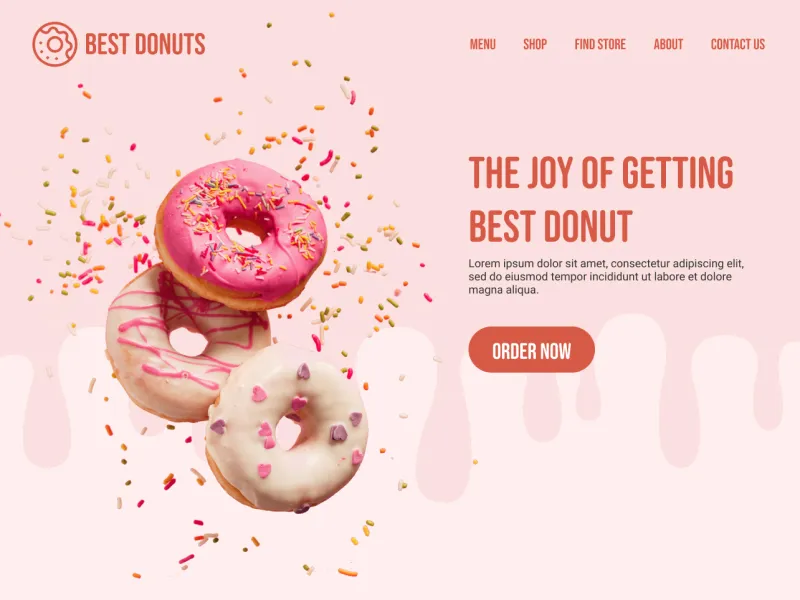 BEST DONUTS
MENU SHOP FIND STORE ABOUT CONTACT US
THE JOY OF GETTING
BEST DONUT
Lorem ipsum dolor sit amet, consectetur adipiscing elit,
sed do eiusmod tempor incididunt ut labore et dolore
magna aliqua.
ORDER NOW